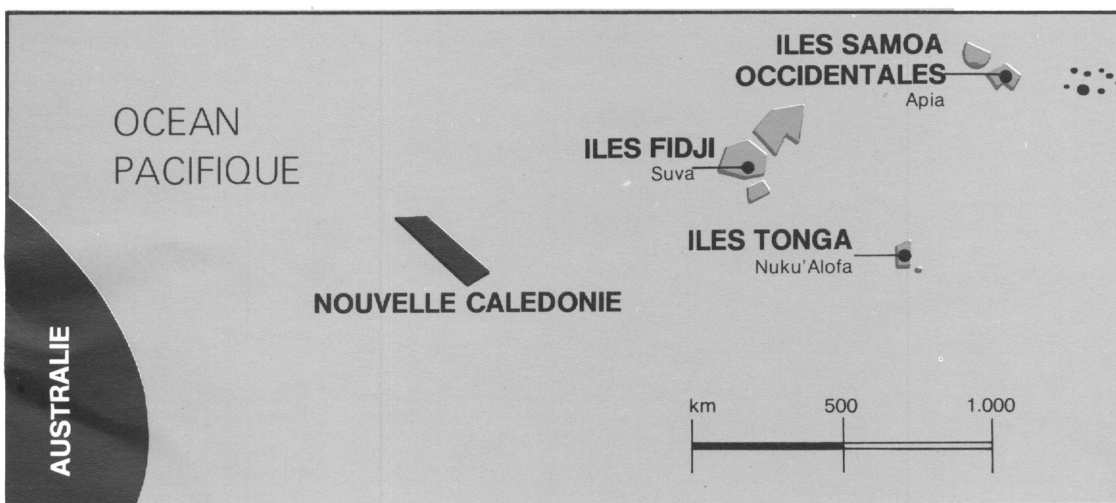 ILES SAMOA
OCCIDENTALES
Apia
OCEAN
PACIFIQUE
ILES FIDJI
Suva
ILES TONGA
Nuku'Alofa
NOUVELLE CALEDONIE
AUSTRALIE
km 500 1.000